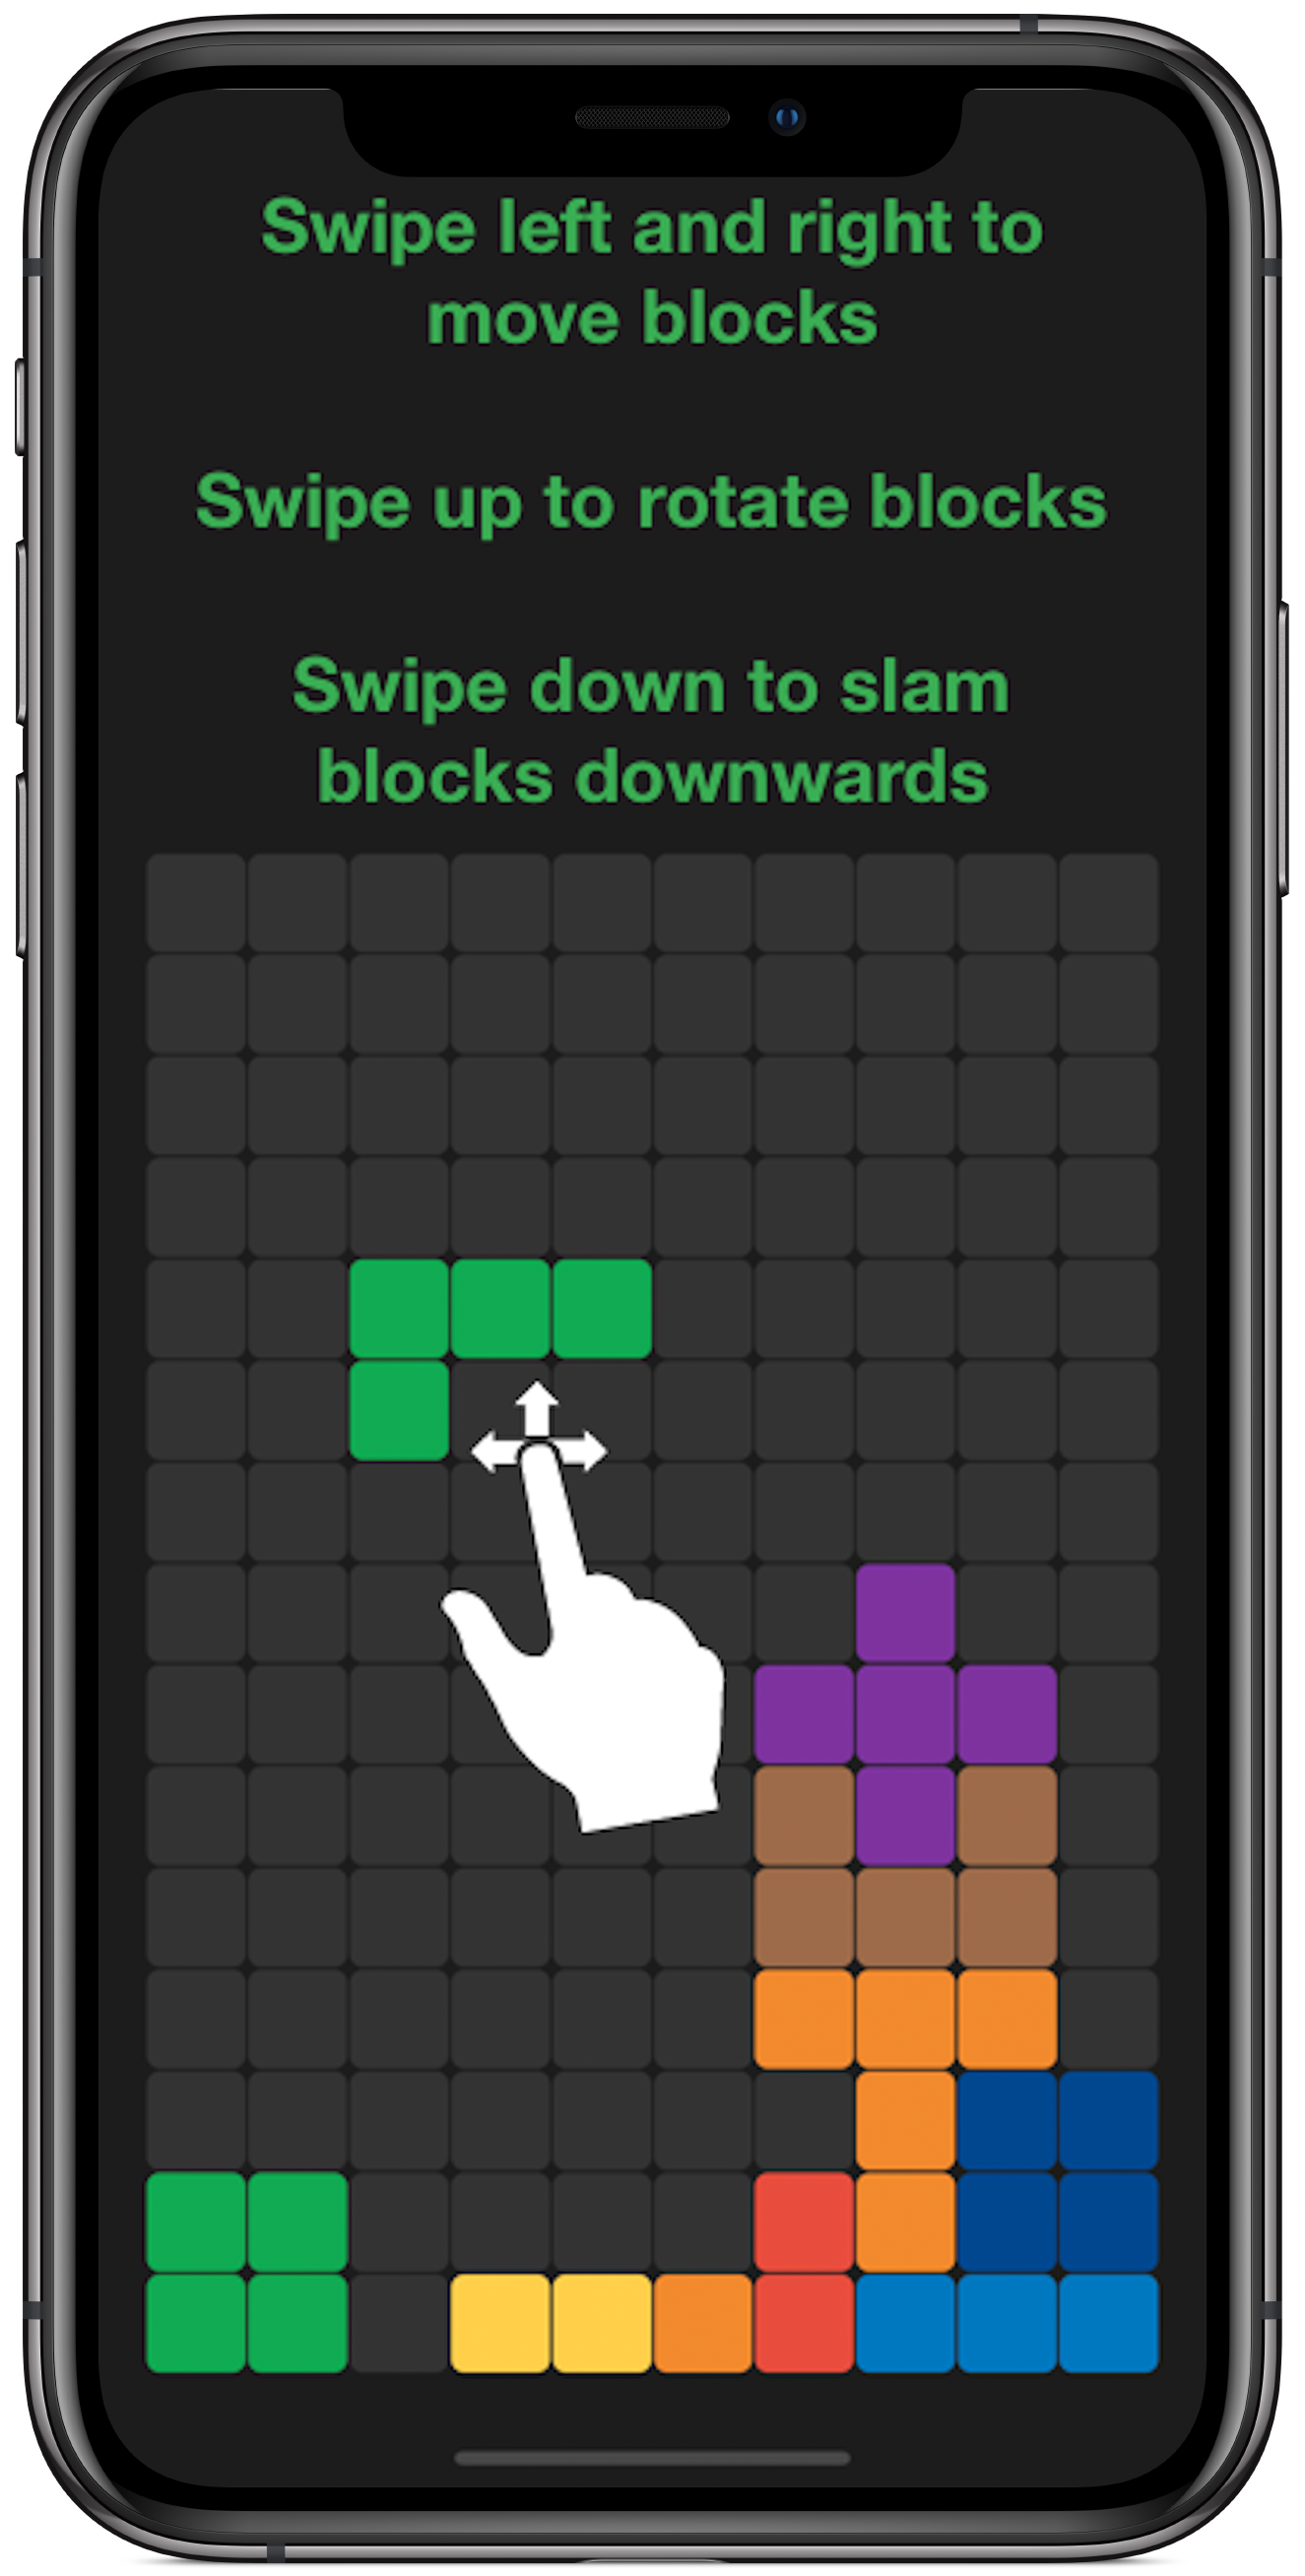 Swipe left and right to
move blocks
Swipe up to rotate blocks
Swipe down to slam
blocks downwards